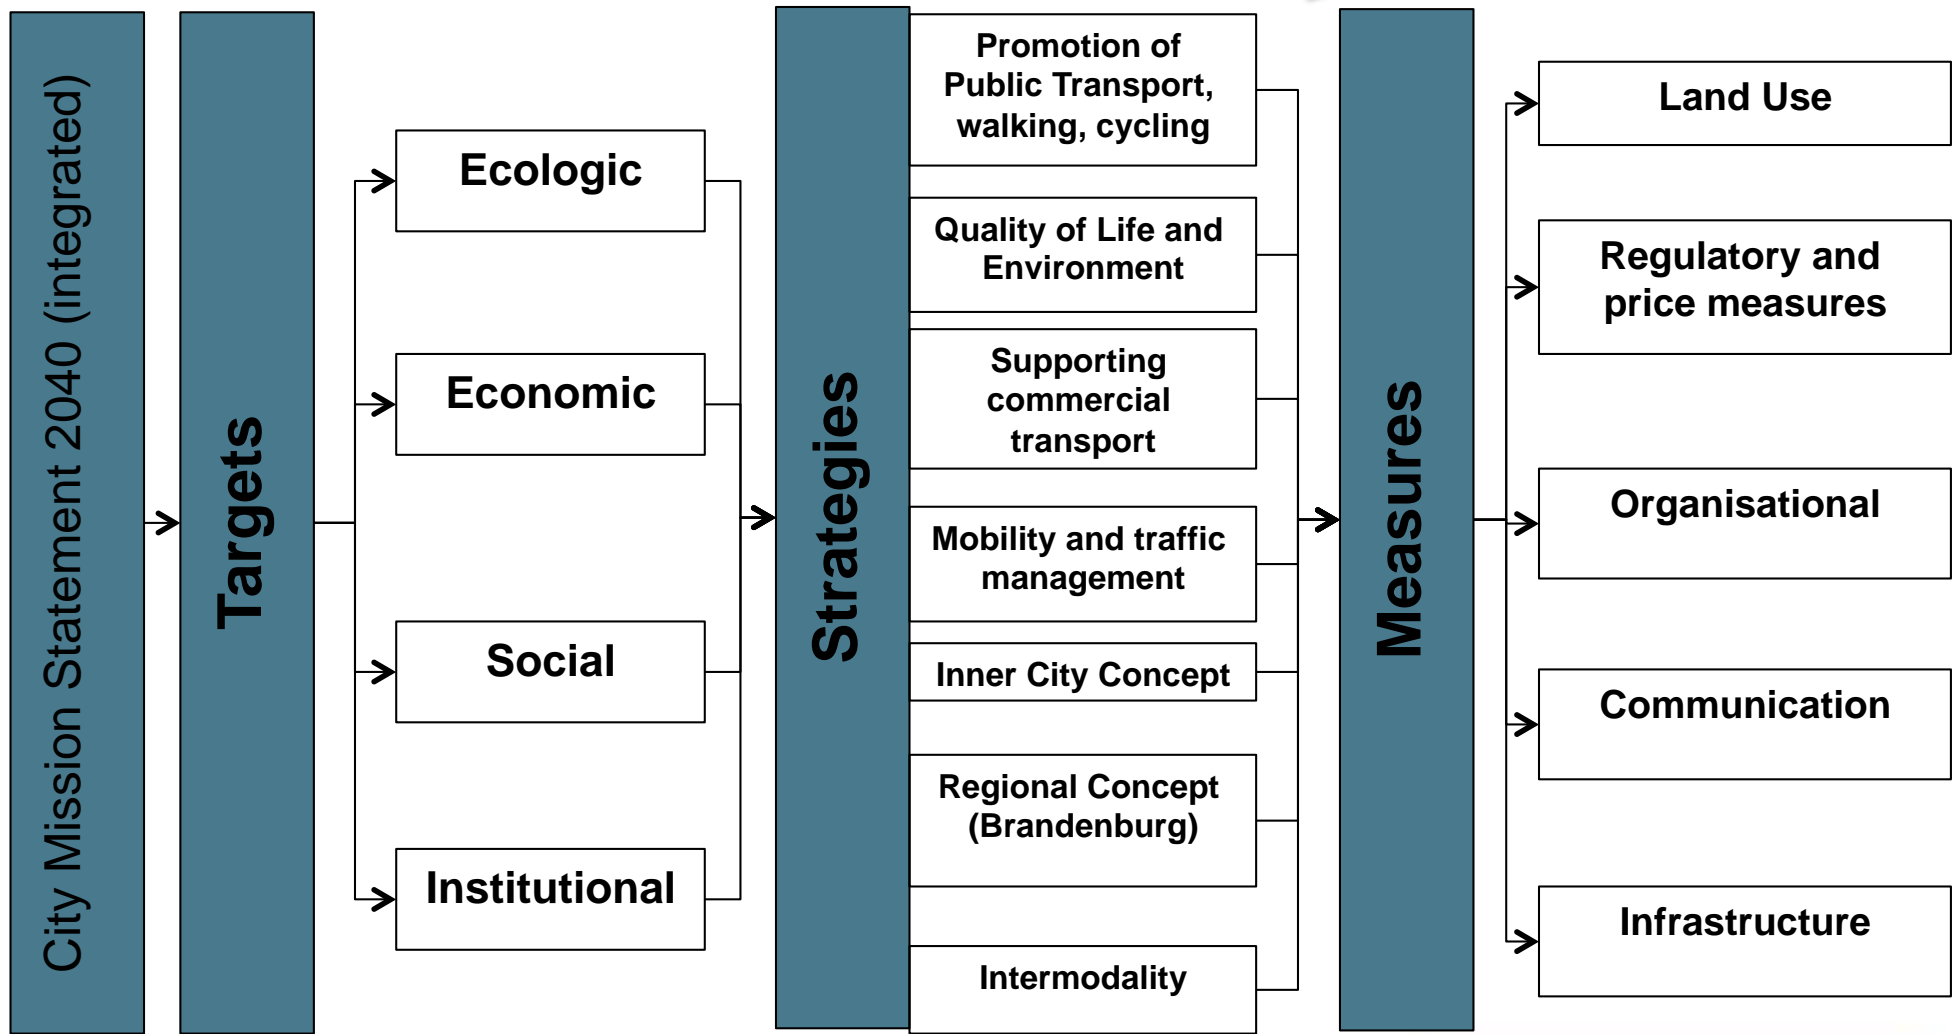 City Mission Statement 2040 (integrated)
Targets
Ecologic
Economic
Social
Institutional
Strategies
Promotion of
Public Transport,
walking, cycling
Quality of Life and
Environment
Supporting
commercial
transport
Mobility and traffic
management
Inner City Concept
Regional Concept
(Brandenburg)
Intermodality
Measures
Land Use
Regulatory and
price measures
Organisational
Communication
Infrastructure